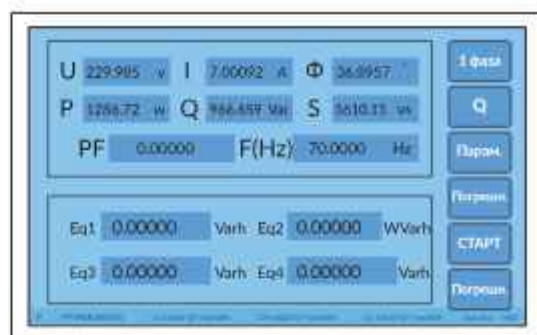 U 229.985 v I 7.00092 A Φ 36.8957 °
1 фаза
P 1286.72 w Q 966.659 Var S 1610.11 va
Q
PF 0.00000 F(Hz) 70.0000 Hz
Парам.
Погрешн.
Eq1 0.00000 Varh Eq2 0.00000 WVarh
СТАРТ
Eq3 0.00000 Varh Eq4 0.00000 Varh
Погрешн.